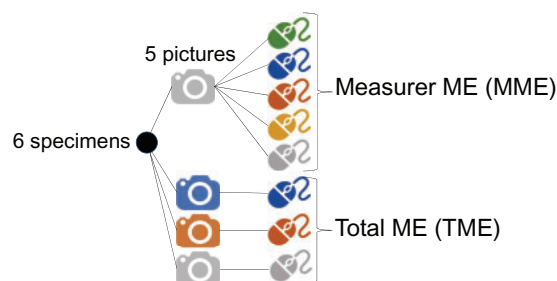 5 pictures
Measurer ME (MME)
6 specimens
Total ME (TME)